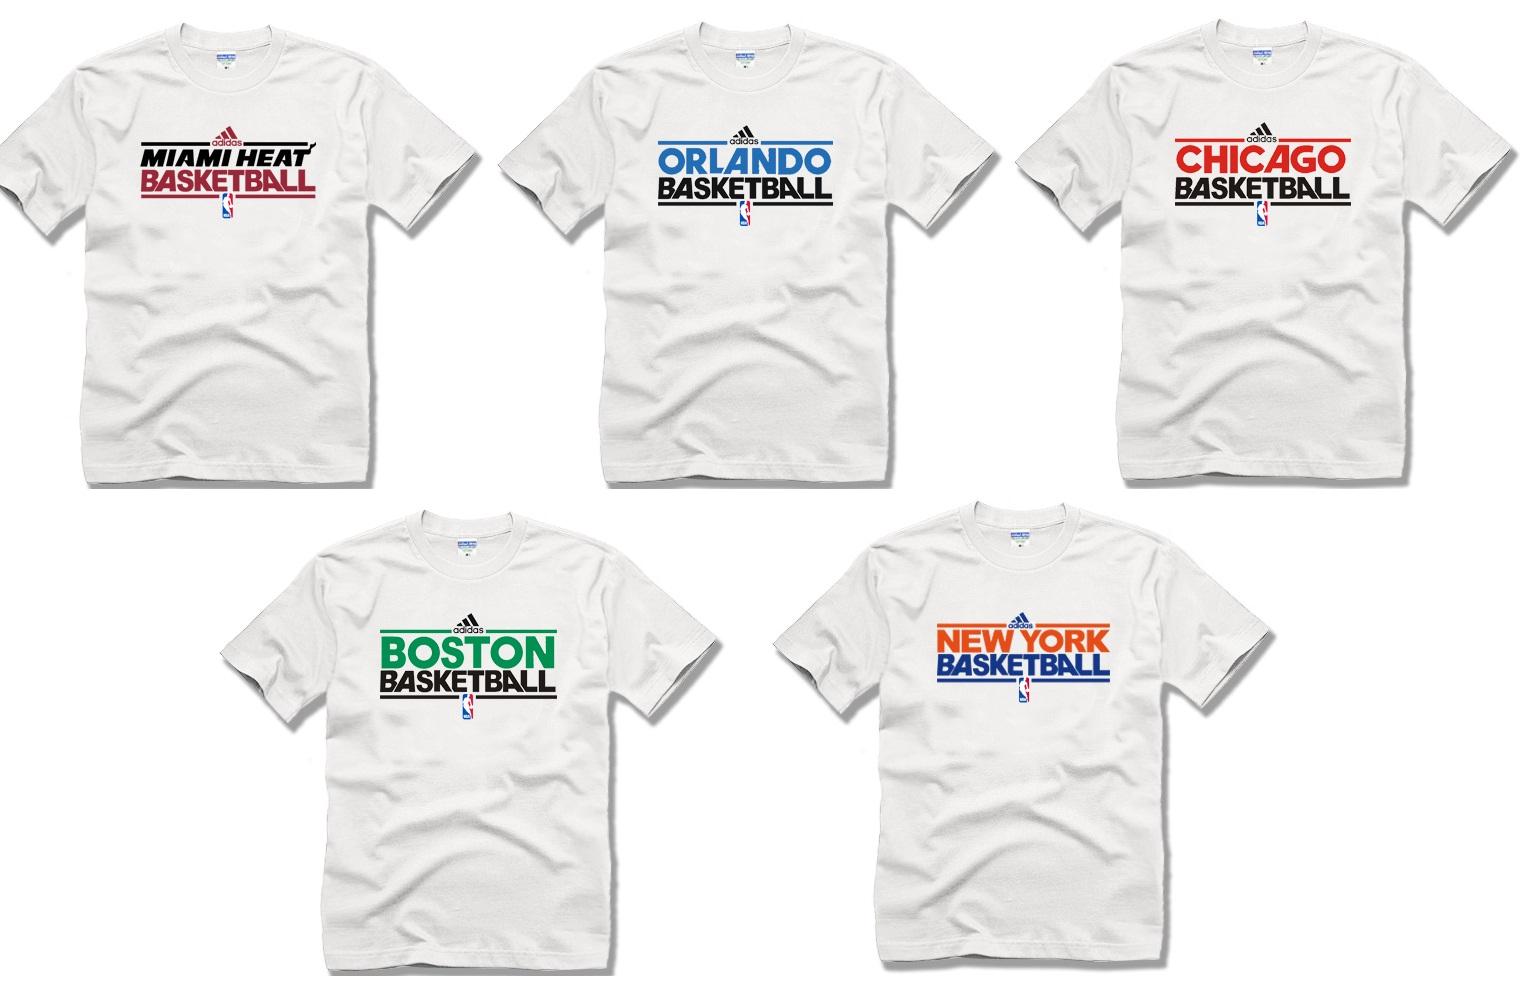 adidas
MIAMI HEAT
BASKETBALL
adidas
ORLANDO
BASKETBALL
adidas
CHICAGO
BASKETBALL
adidas
BOSTON
BASKETBALL
adidas
NEW YORK
BASKETBALL